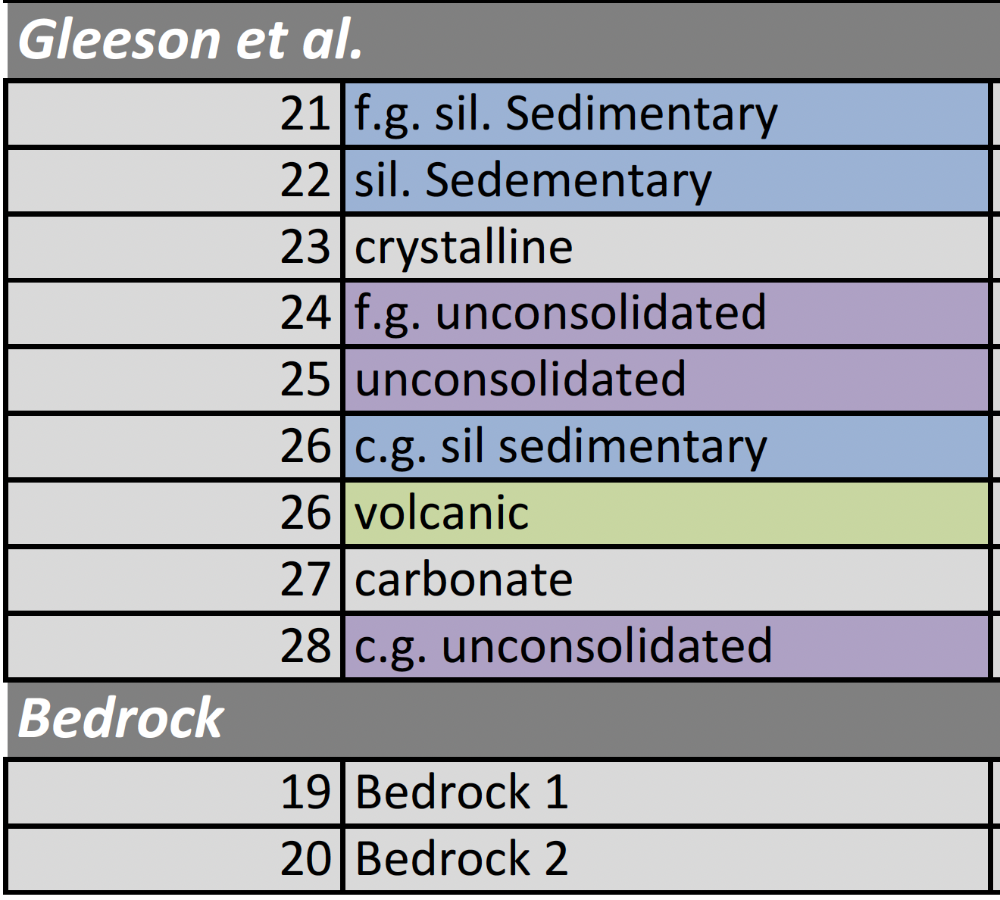 Gleeson et al.
21 f.g. sil. Sedimentary
22 sil. Sedementary
23 crystalline
24 f.g. unconsolidated
25 unconsolidated
26 c.g. sil sedimentary
26 volcanic
27 carbonate
28 c.g. unconsolidated
Bedrock
19 Bedrock 1
20 Bedrock 2